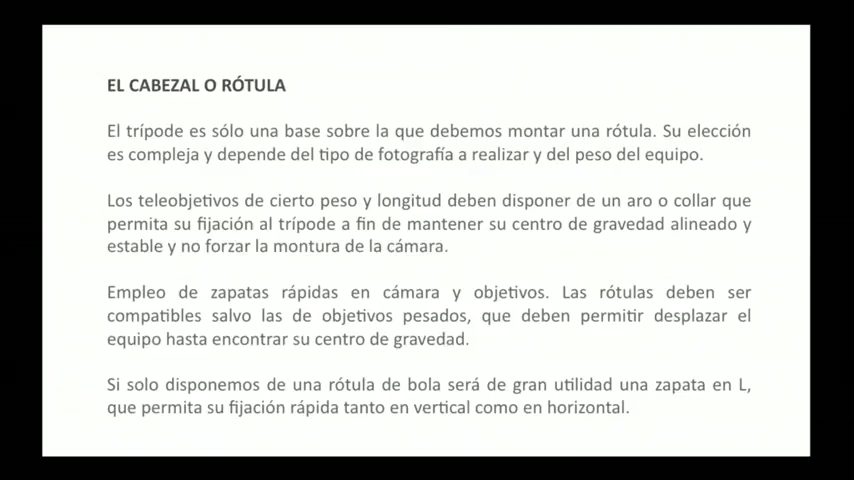 EL CABEZAL O RÓTULA
El trípode es sólo una base sobre la que debemos montar una rótula. Su elección
es compleja y depende del tipo de fotografía a realizar y del peso del equipo.
Los teleobjetivos de cierto peso y longitud deben disponer de un aro o collar que
permita su fijación al trípode a fin de mantener su centro de gravedad alineado y
estable y no forzar la montura de la cámara.
Empleo de zapatas rápidas en cámara y objetivos. Las rótulas deben ser
compatibles salvo las de objetivos pesados, que deben permitir desplazar el
equipo hasta encontrar su centro de gravedad.
Si solo disponemos de una rótula de bola será de gran utilidad una zapata en L,
que permita su fijación rápida tanto en vertical como en horizontal.